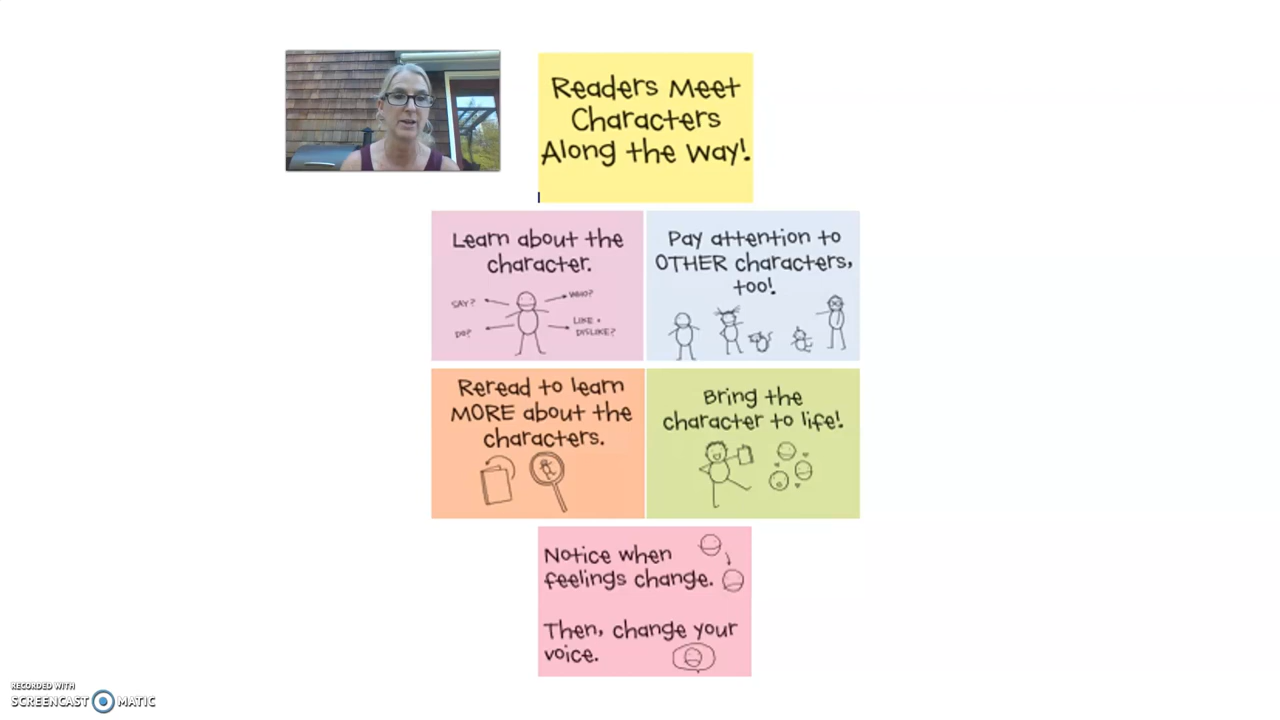 Readers Meet
Characters
Along the Way!
Learn about the
character.
SAY?
WHO?
DO?
LIKE +
DISLIKE?
Pay attention to
OTHER characters,
too!
Reread to learn
MORE about the
characters.
Bring the
character to life!
Notice when
feelings change.
Then, change your
voice.
RECORDED WITH
SCREENCAST MATIC